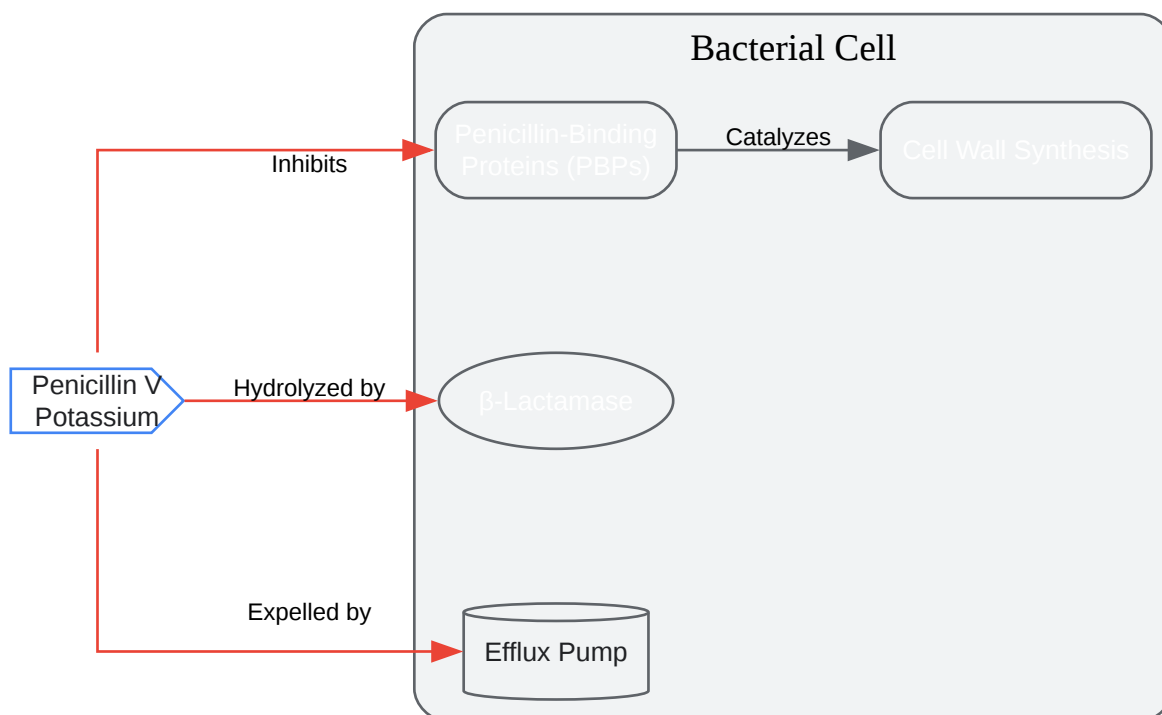 Bacterial Cell
Penicillin-Binding
Proteins (PBPs)
Catalyzes
Cell Wall Synthesis
Inhibits
Penicillin V
Potassium
Hydrolyzed by
β-Lactamase
Expelled by
Efflux Pump